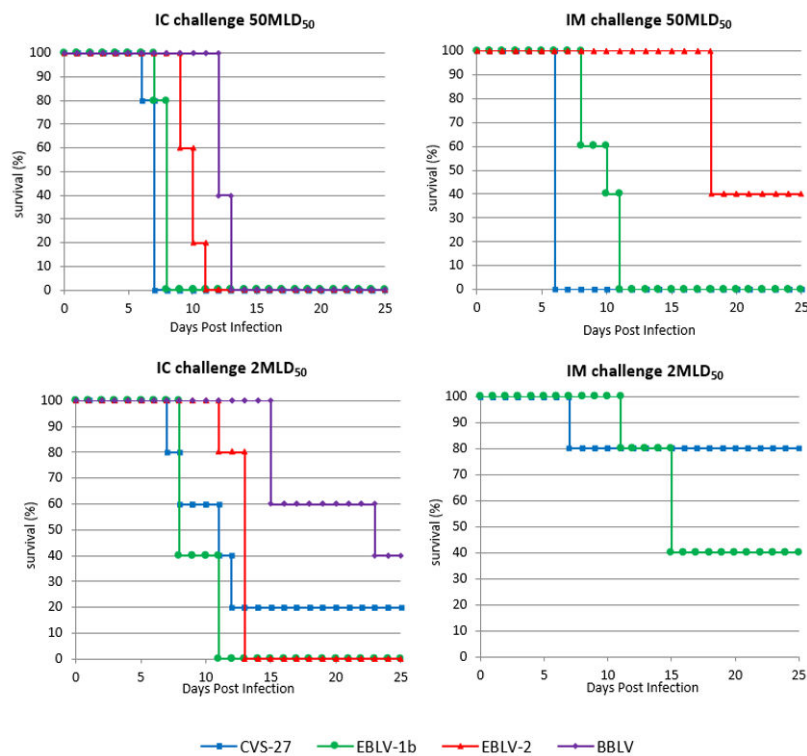 IC challenge 50MLD50
100
90
80
70
60
50
40
30
20
10
0
survival (%)
0 5 10 15 20 25
Days Post Infection
IM challenge 50MLD50
100
90
80
70
60
50
40
30
20
10
0
survival (%)
0 5 10 15 20 25
Days Post Infection
IC challenge 2MLD50
100
90
80
70
60
50
40
30
20
10
0
survival (%)
0 5 10 15 20 25
Days Post Infection
IM challenge 2MLD50
100
90
80
70
60
50
40
30
20
10
0
survival (%)
0 5 10 15 20 25
Days Post Infection
CVS-27 EBLV-1b EBLV-2 BBLV